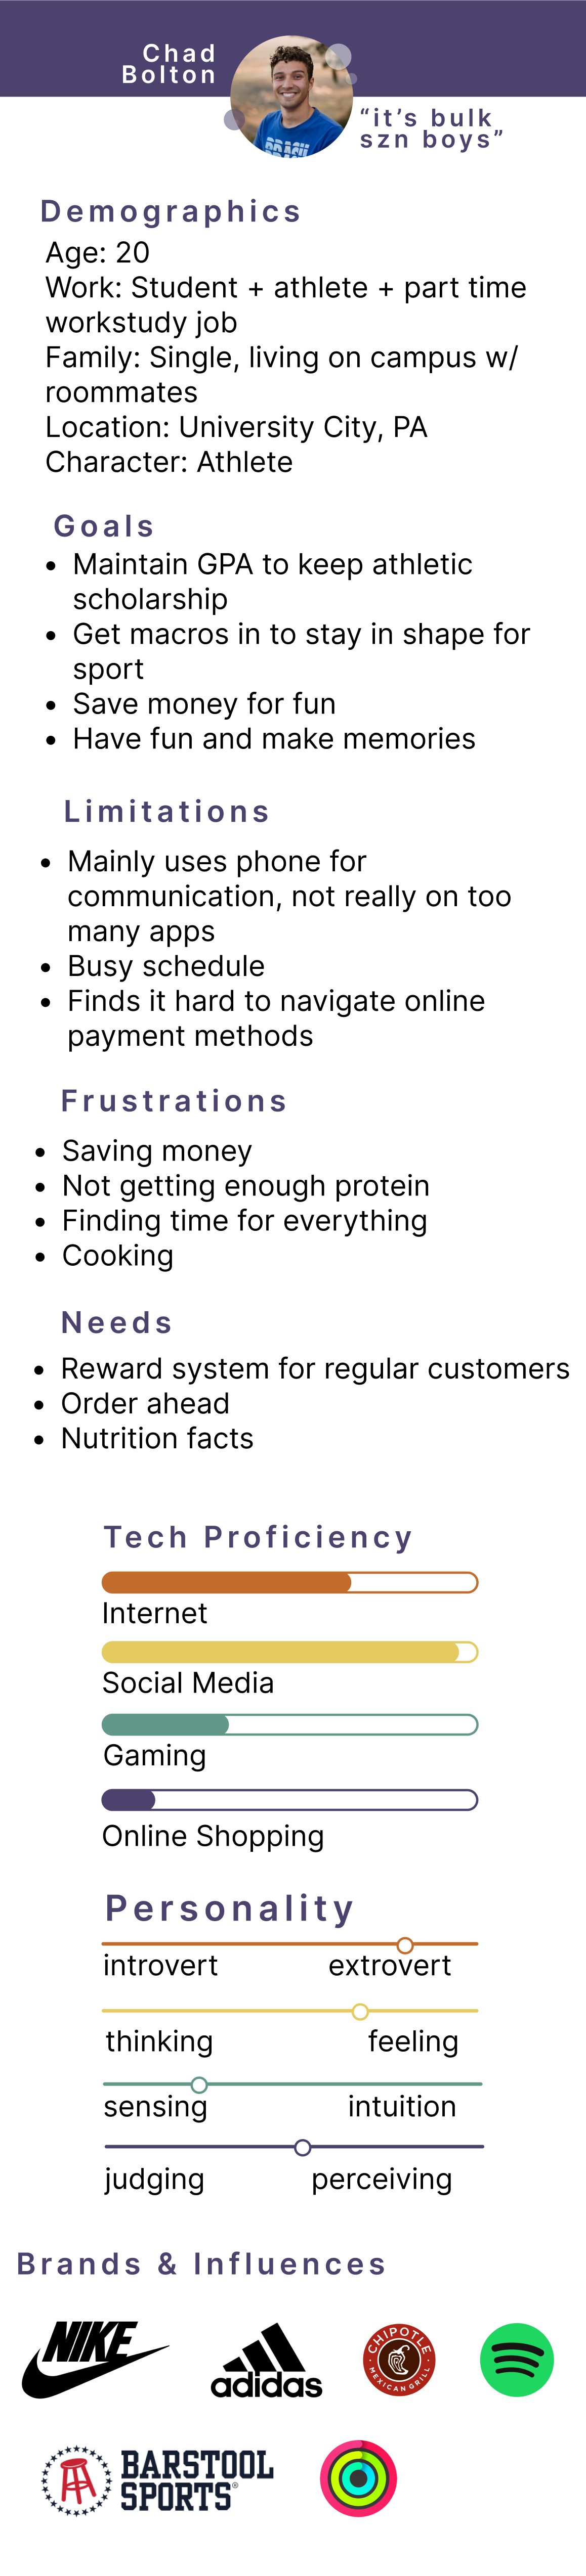 Chad
Bolton
“it’s bulk
szn boys”
Demographics
Age: 20
Work: Student + athlete + part time
workstudy job
Family: Single, living on campus w/
roommates
Location: University City, PA
Character: Athlete
Goals
• Maintain GPA to keep athletic
scholarship
• Get macros in to stay in shape for
sport
• Save money for fun
• Have fun and make memories
Limitations
• Mainly uses phone for
communication, not really on too
many apps
• Busy schedule
• Finds it hard to navigate online
payment methods
Frustrations
• Saving money
• Not getting enough protein
• Finding time for everything
• Cooking
Needs
• Reward system for regular customers
• Order ahead
• Nutrition facts
Tech Proficiency
Internet
Social Media
Gaming
Online Shopping
Personality
introvert extrovert
thinking feeling
sensing intuition
judging perceiving
Brands & Influences
NIKE
adidas
CHIPOTLE
MEXICAN GRILL
BARSTOOL
SPORTS®